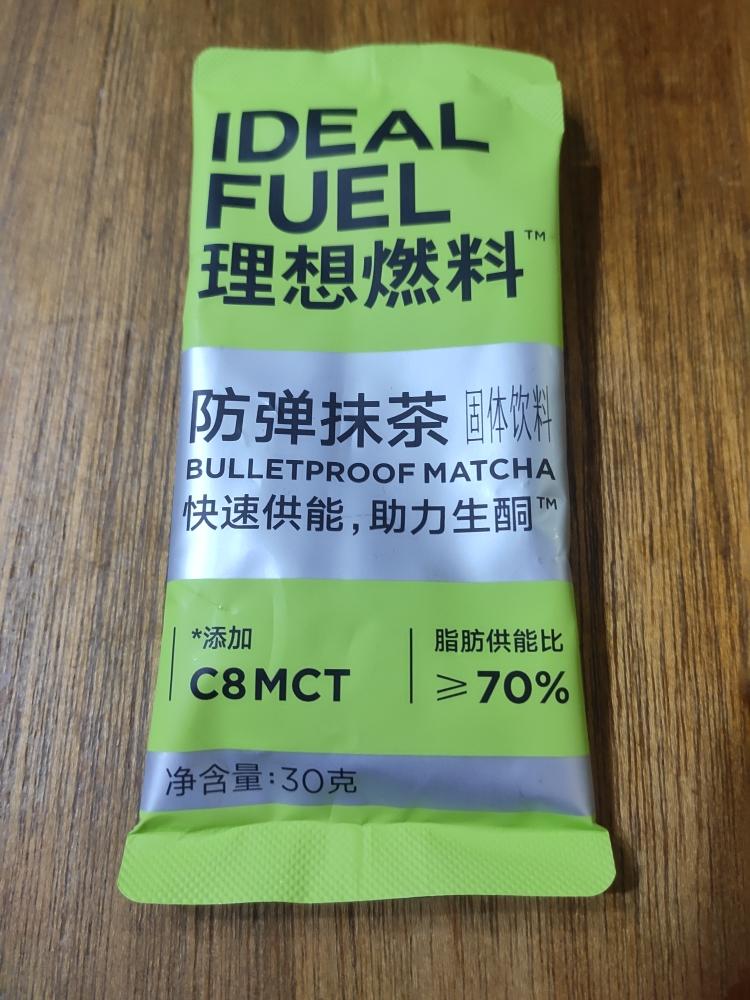 IDEAL
FUEL
理想燃料™
防弹抹茶 固体饮料
BULLETPROOF MATCHA
快速供能,助力生酮™
*添加
C8MCT
脂肪供能比
⩾70%
净含量:30克